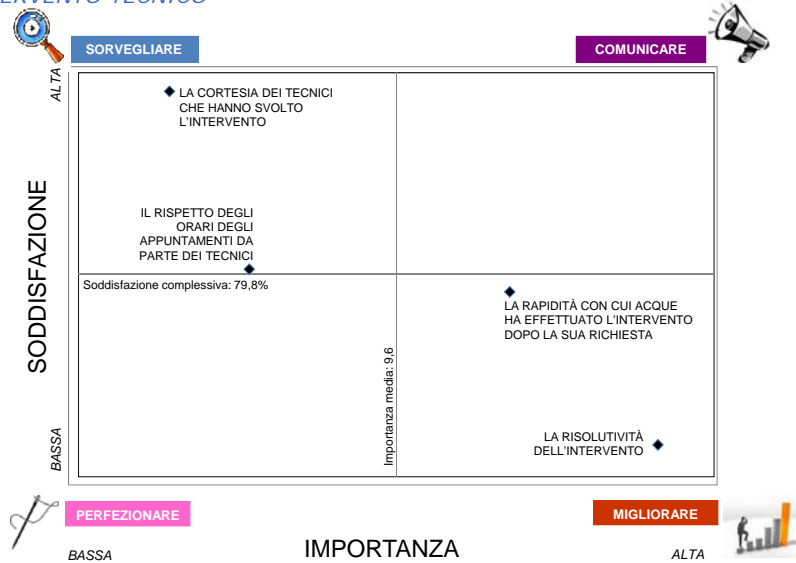 INTERVENTO TECNICO
SORVEGLIARE
COMUNICARE
ALTA
LA CORTESIA DEI TECNICI
CHE HANNO SVOLTO
L'INTERVENTO
SODDISFAZIONE
IL RISPETTO DEGLI
ORARI DEGLI
APPUNTAMENTI DA
PARTE DEI TECNICI
Soddisfazione complessiva: 79,8%
LA RAPIDITÀ CON CUI ACQUE
HA EFFETTUATO L'INTERVENTO
DOPO LA SUA RICHIESTA
Importanza media: 9,6
LA RISOLUTIVITÀ
DELL'INTERVENTO
BASSA
PERFEZIONARE
MIGLIORARE
BASSA
IMPORTANZA
ALTA